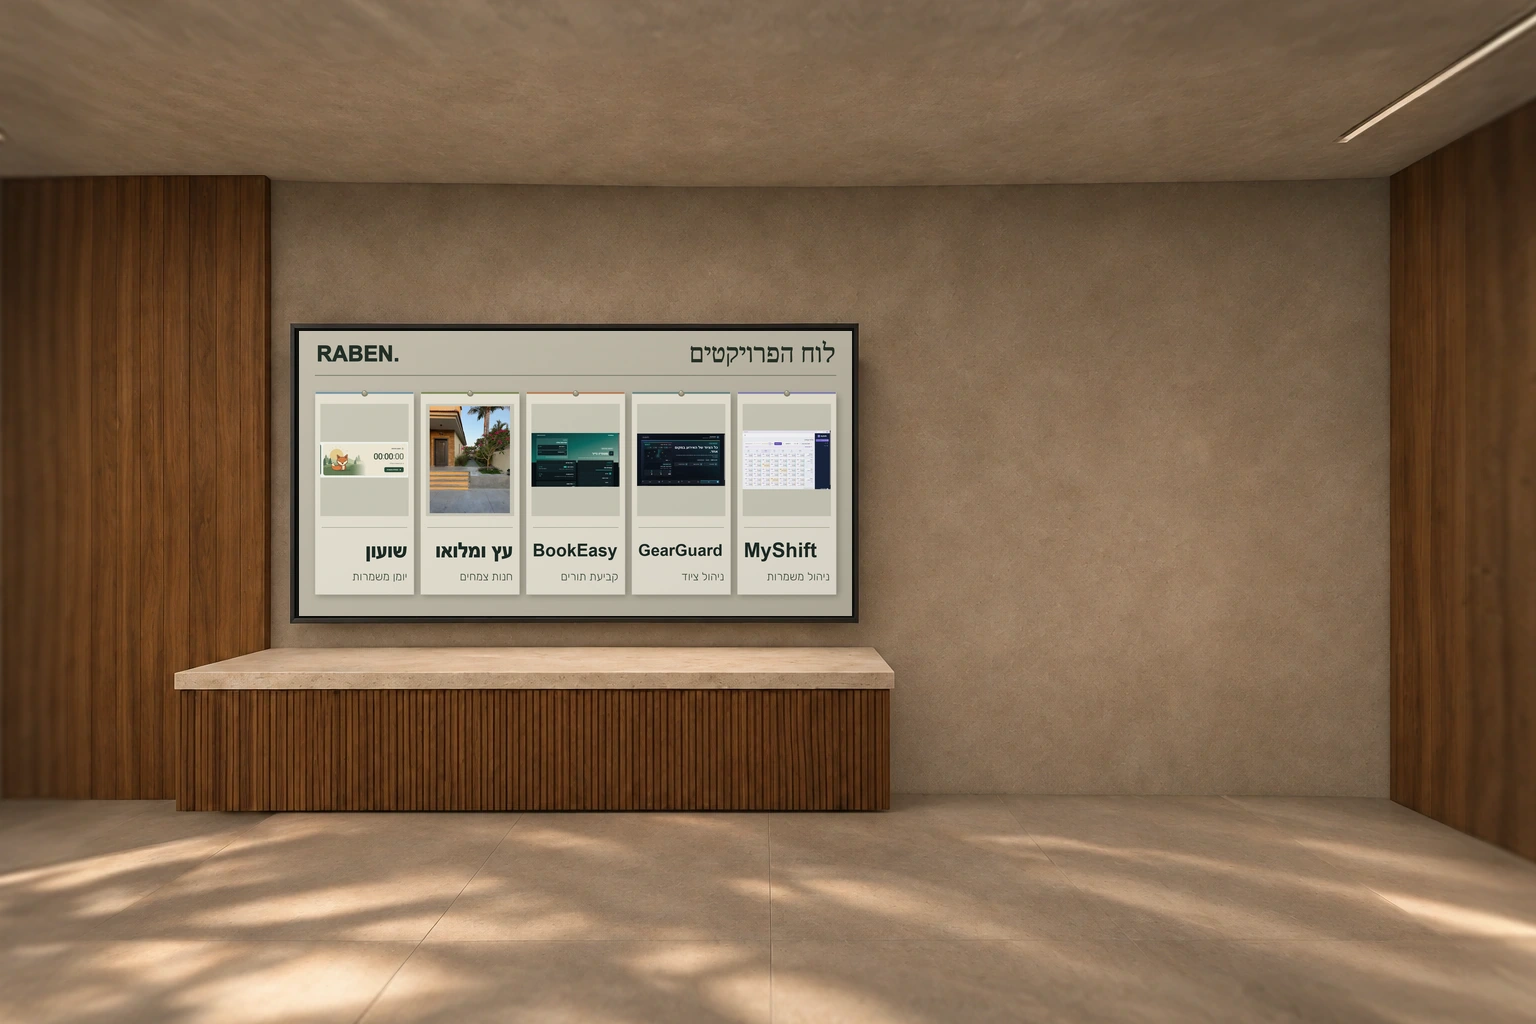 RABEN.
לוח הפרויקטים
MyShift
ניהול משמרות
GearGuard
ניהול ציוד
BookEasy
קביעת תורים
עץ ומלואו
חנות צמחים
00:00:00
שועון
יומן משמרות